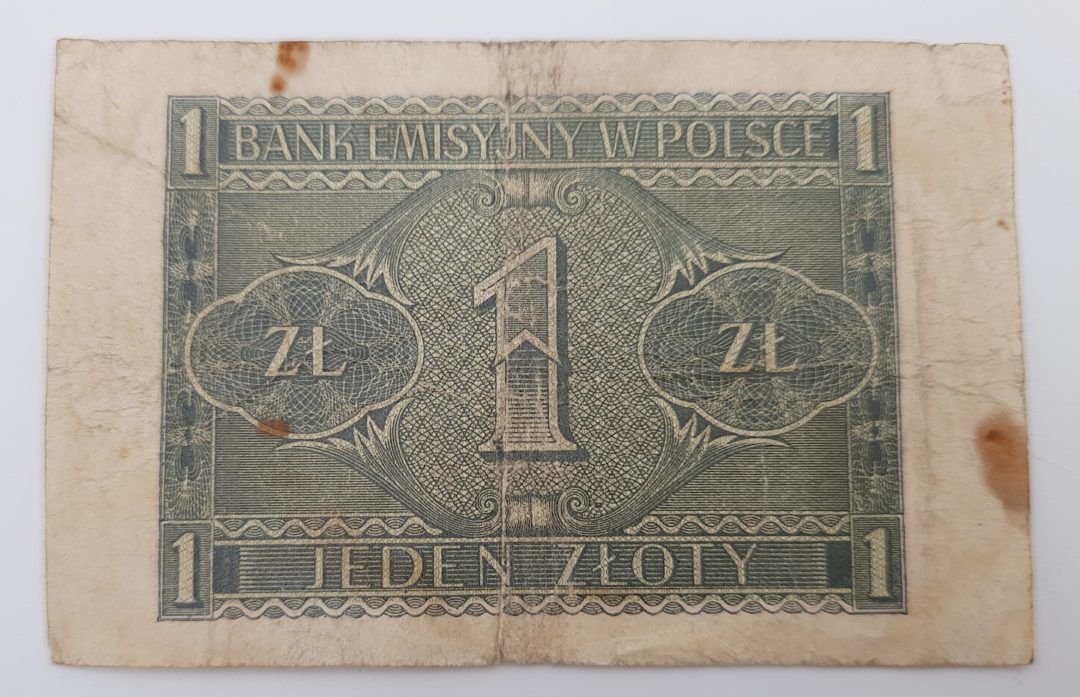 1 BANK EMISYJNY W POLSCE 1
1
ZŁ ZŁ
1 JEDEN ZŁOTY 1